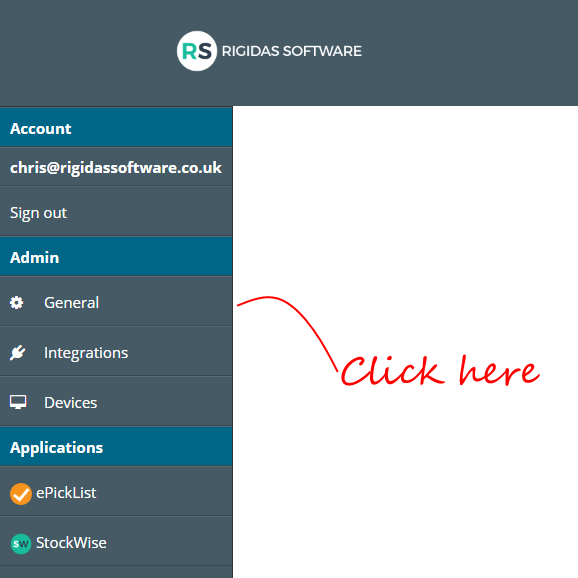 RS RIGIDAS SOFTWARE
Account
chris@rigidassoftware.co.uk
Sign out
Admin
General
Integrations
Click here
Devices
Applications
ePickList
sw StockWise